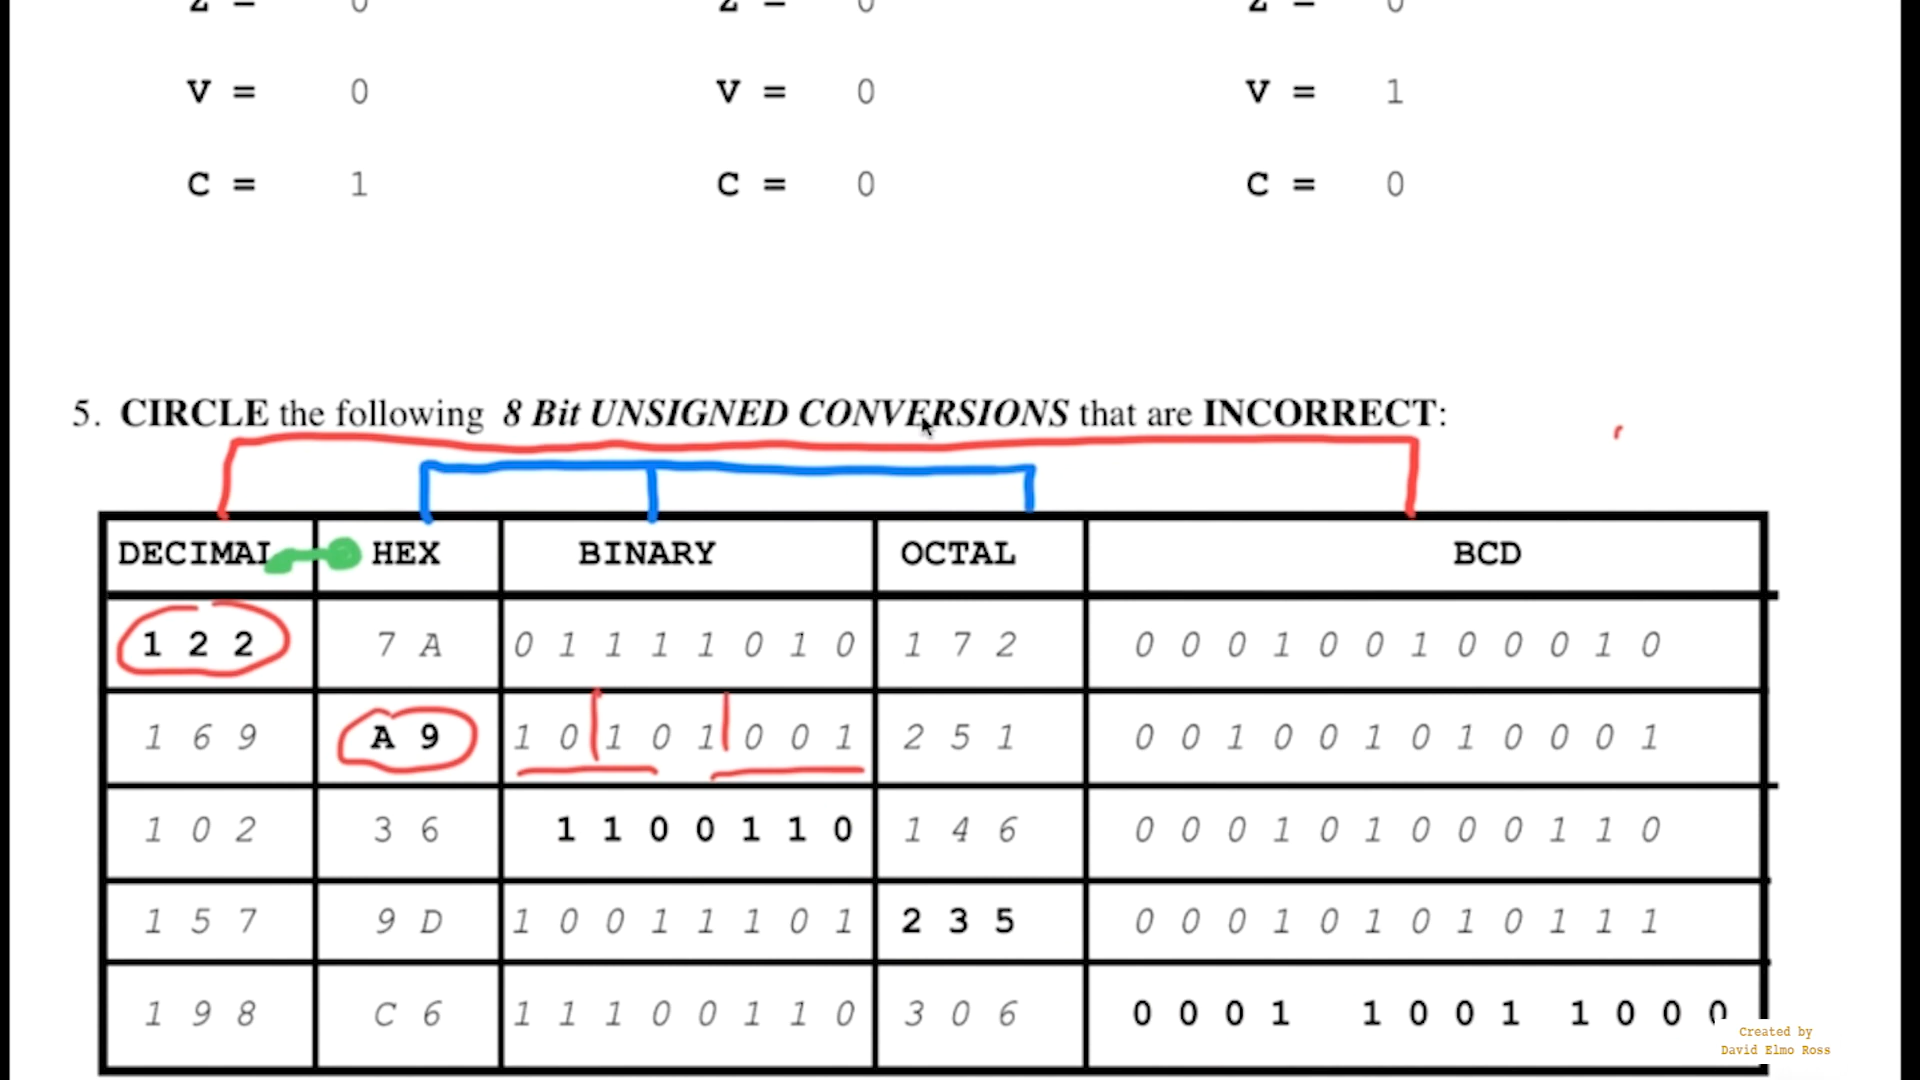 Z = 0 Z = 0 Z = 0
V = 0 V = 0 V = 1
C = 1 C = 0 C = 0
5. CIRCLE the following 8 Bit UNSIGNED CONVERSIONS that are INCORRECT:
DECIMAL HEX BINARY OCTAL BCD
1 2 2 7 A 0 1 1 1 1 0 1 0 1 7 2 0 0 0 1 0 0 1 0 0 0 1 0
1 6 9 A 9 1 0 1 0 1 0 0 1 2 5 1 0 0 1 0 0 1 0 1 0 0 0 1
1 0 2 3 6 1 1 0 0 1 1 0 1 4 6 0 0 0 1 0 1 0 0 0 1 1 0
1 5 7 9 D 1 0 0 1 1 1 0 1 2 3 5 0 0 0 1 0 1 0 1 0 1 1 1
1 9 8 C 6 1 1 1 0 0 1 1 0 3 0 6 0 0 0 1 1 0 0 1 1 0 0 0
Created by
David Elmo Ross